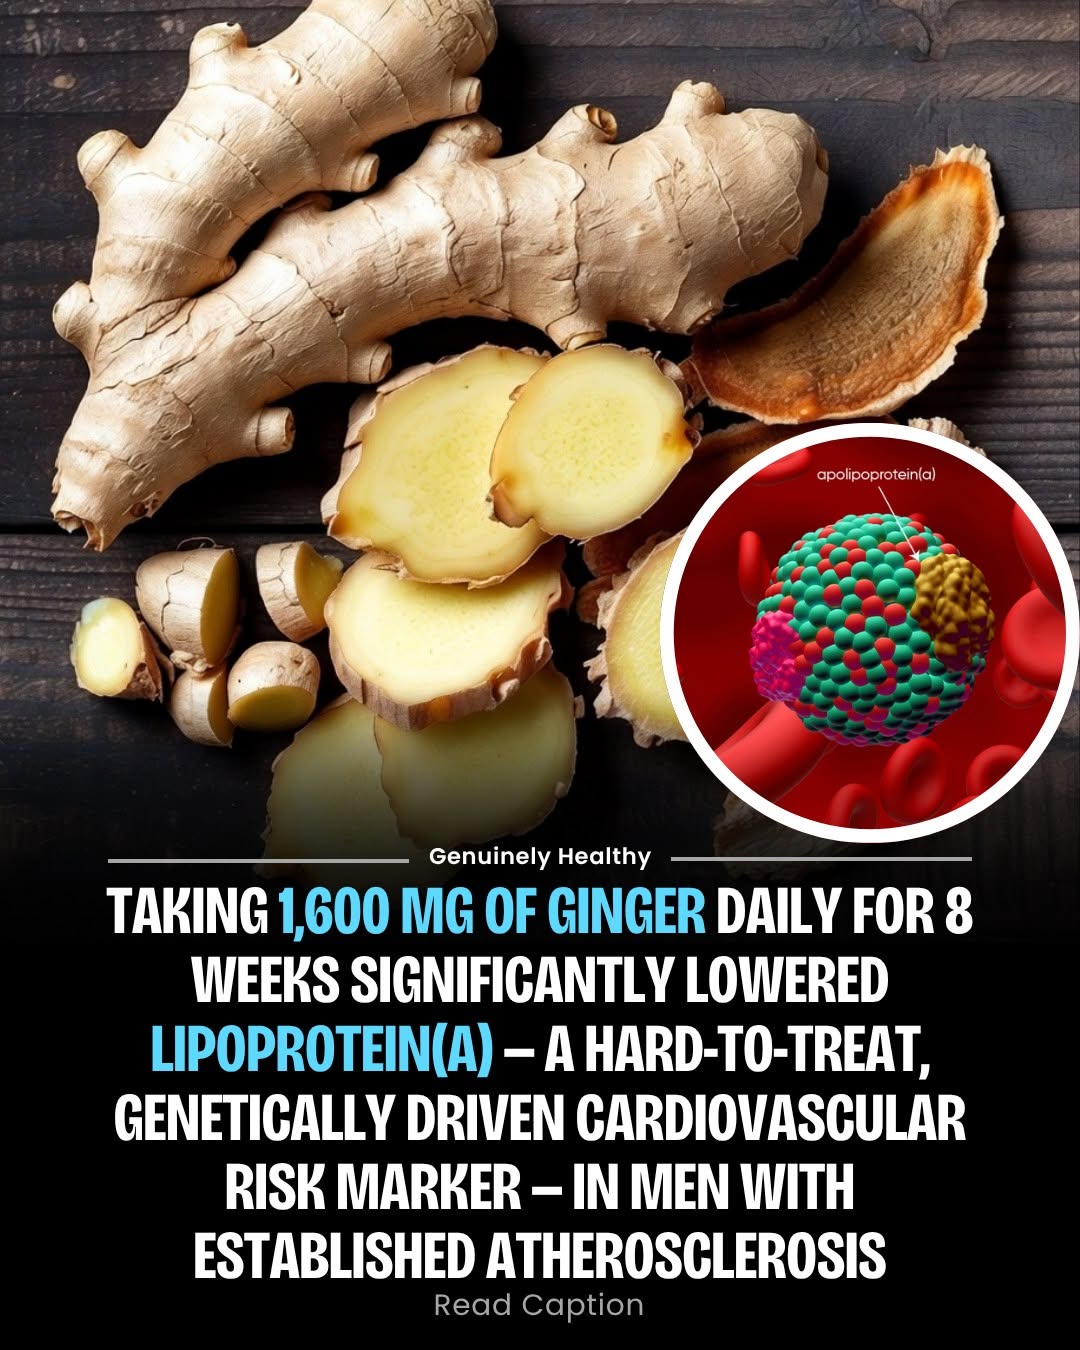 apolipoprotein(a)
Genuinely Healthy
TAKING 1,600 MG OF GINGER DAILY FOR 8
WEEKS SIGNIFICANTLY LOWERED
LIPOPROTEIN(A) – A HARD-TO-TREAT,
GENETICALLY DRIVEN CARDIOVASCULAR
RISK MARKER – IN MEN WITH
ESTABLISHED ATHEROSCLEROSIS
Read Caption